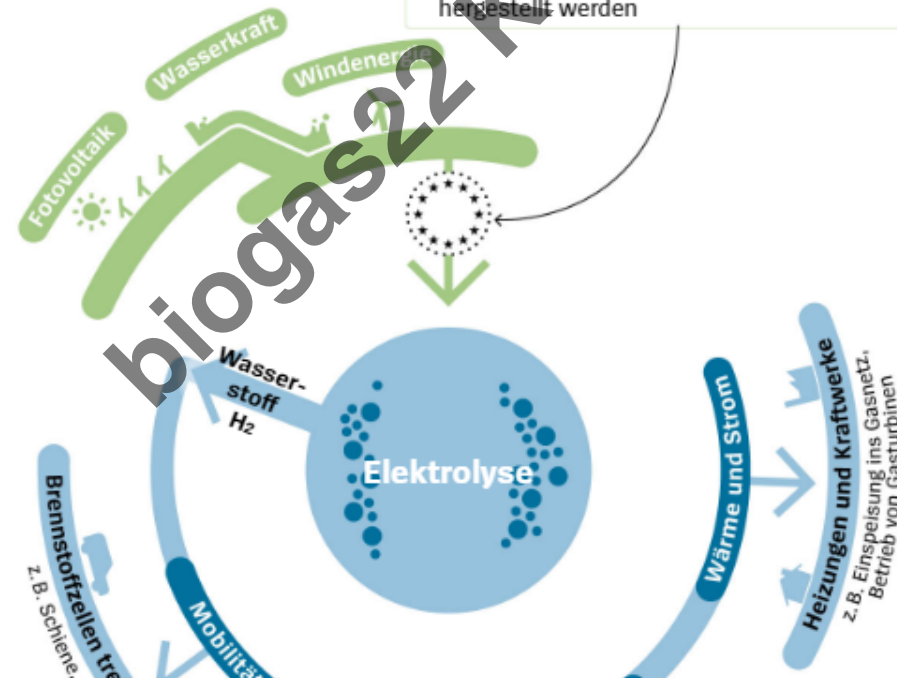 hergestellt werden
Wasserkraft
Windenergie
Fotovoltaik
biogas22
Wasser-
stoff
H₂
Elektrolyse
Wärme und Strom
Heizungen und Kraftwerke
z. B. Einspeisung ins Gasnetz,
Betrieb von Gasturbinen
Brennstoffzellen
z. B. Schiene,